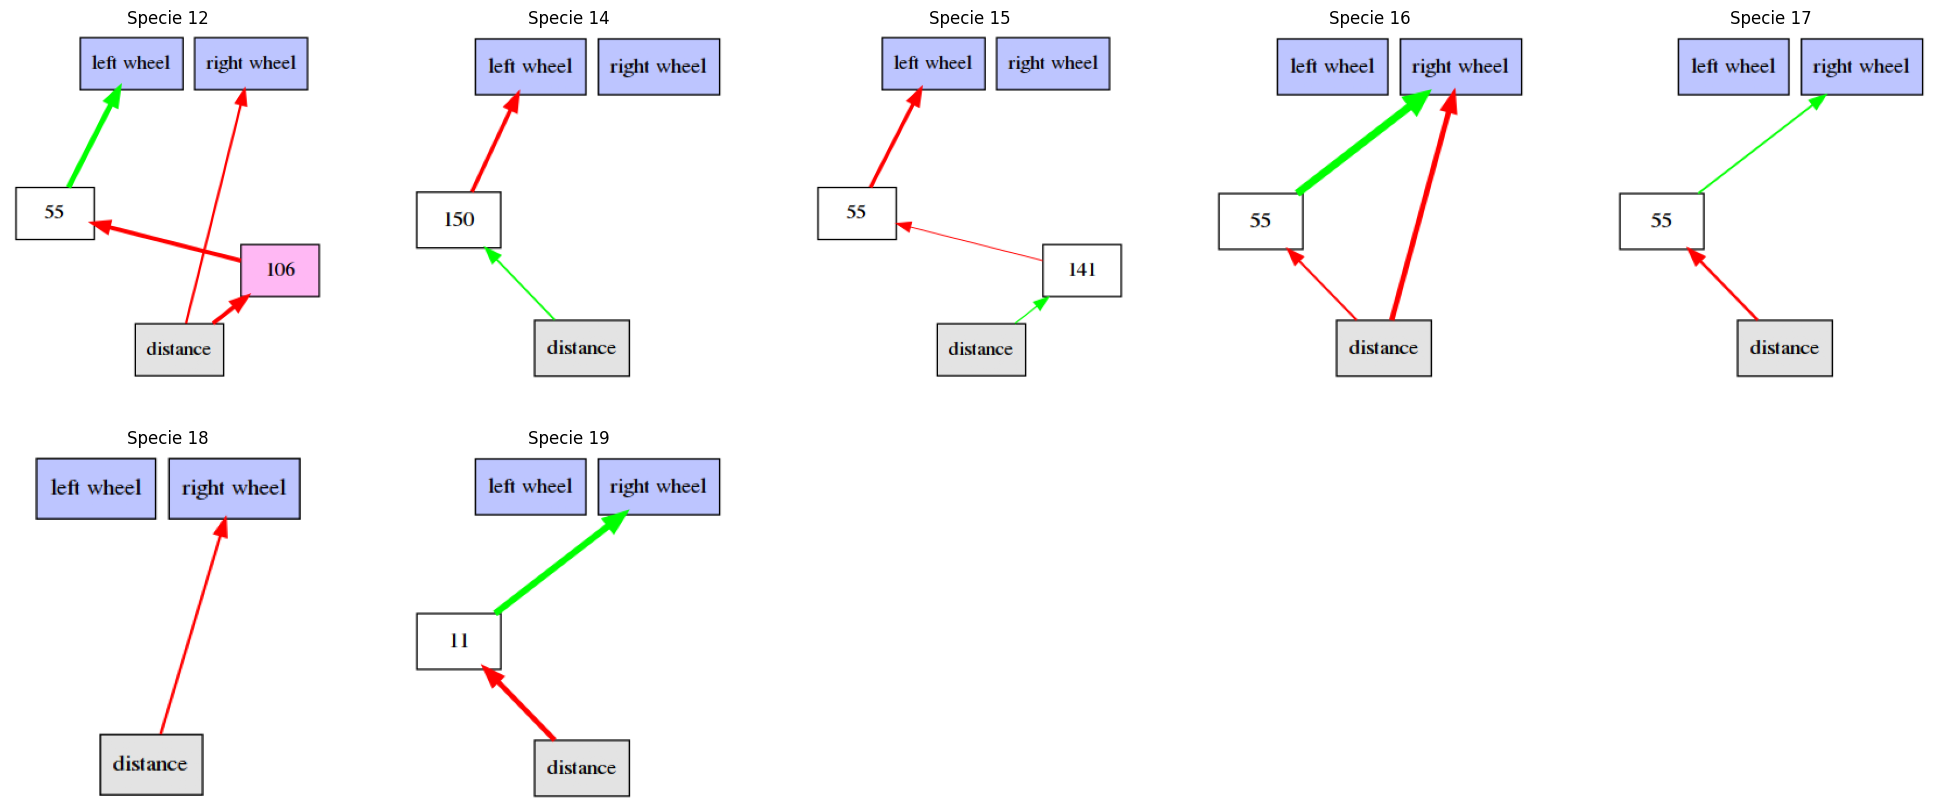 Specie 12
left wheel
right wheel
55
106
distance
Specie 14
left wheel
right wheel
150
distance
Specie 15
left wheel
right wheel
55
141
distance
Specie 16
left wheel
right wheel
55
distance
Specie 17
left wheel
right wheel
55
distance
Specie 18
left wheel
right wheel
distance
Specie 19
left wheel
right wheel
11
distance